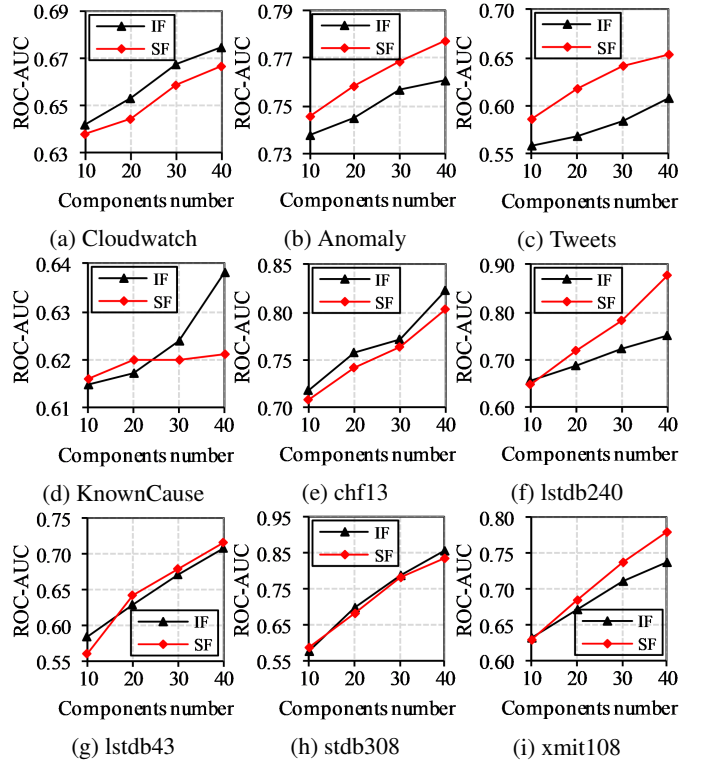 ROC-AUC
0.69
0.67
0.65
0.63
IF
SF
10 20 30 40
Components number
(a) Cloudwatch
ROC-AUC
0.79
0.77
0.75
0.73
IF
SF
10 20 30 40
Components number
(b) Anomaly
ROC-AUC
0.70
0.65
0.60
0.55
IF
SF
10 20 30 40
Components number
(c) Tweets
ROC-AUC
0.64
0.63
0.62
0.61
IF
SF
10 20 30 40
Components number
(d) KnownCause
ROC-AUC
0.85
0.80
0.75
0.70
IF
SF
10 20 30 40
Components number
(e) chf13
ROC-AUC
0.90
0.80
0.70
0.60
IF
SF
10 20 30 40
Components number
(f) lstdb240
ROC-AUC
0.75
0.70
0.65
0.60
0.55
IF
SF
10 20 30 40
Components number
(g) lstdb43
ROC-AUC
0.95
0.85
0.75
0.65
0.55
IF
SF
10 20 30 40
Components number
(h) stdb308
ROC-AUC
0.80
0.75
0.70
0.65
0.60
IF
SF
10 20 30 40
Components number
(i) xmit108